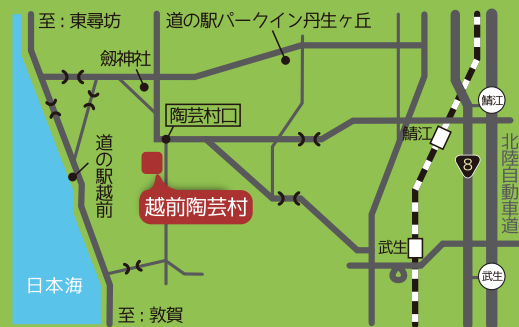 至:東尋坊
道の駅パークイン丹生ヶ丘
劔神社
陶芸村口
鯖江
鯖江
北陸自動車道
8
道の駅越前
越前陶芸村
武生
武生
日本海
至:敦賀